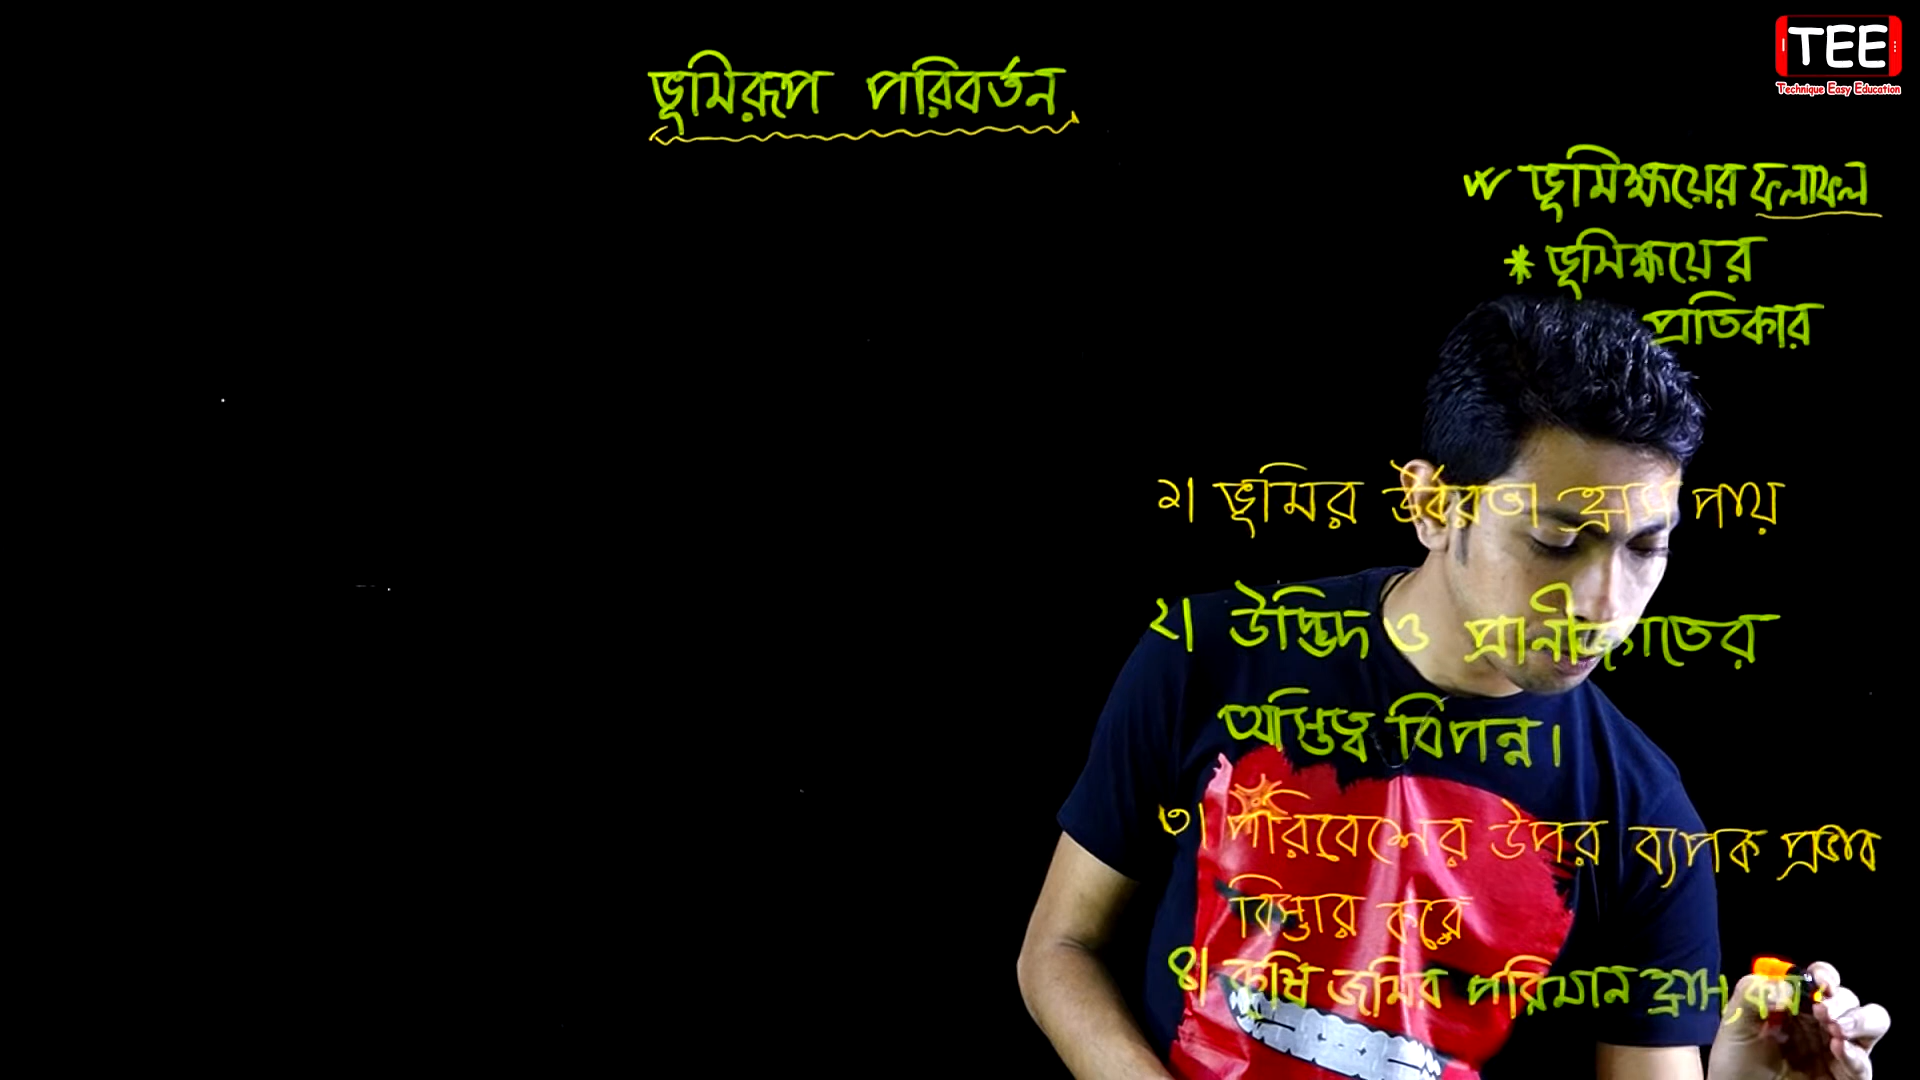 TEE
Technique Easy Education
ভূমিরূপ পরিবর্তন
ভূমিক্ষয়ের ফলাফল
* ভূমিক্ষয়ের
প্রতিকার
১। ভূমির উর্বরতা হ্রাস পায়
২। উদ্ভিদ ও প্রানীজগতের
অস্তিত্ব বিপন্ন।
৩। পরিবেশের উপর ব্যাপক প্রভাব
বিস্তার করে
৪। কৃষি জমির পরিমান হ্রাস